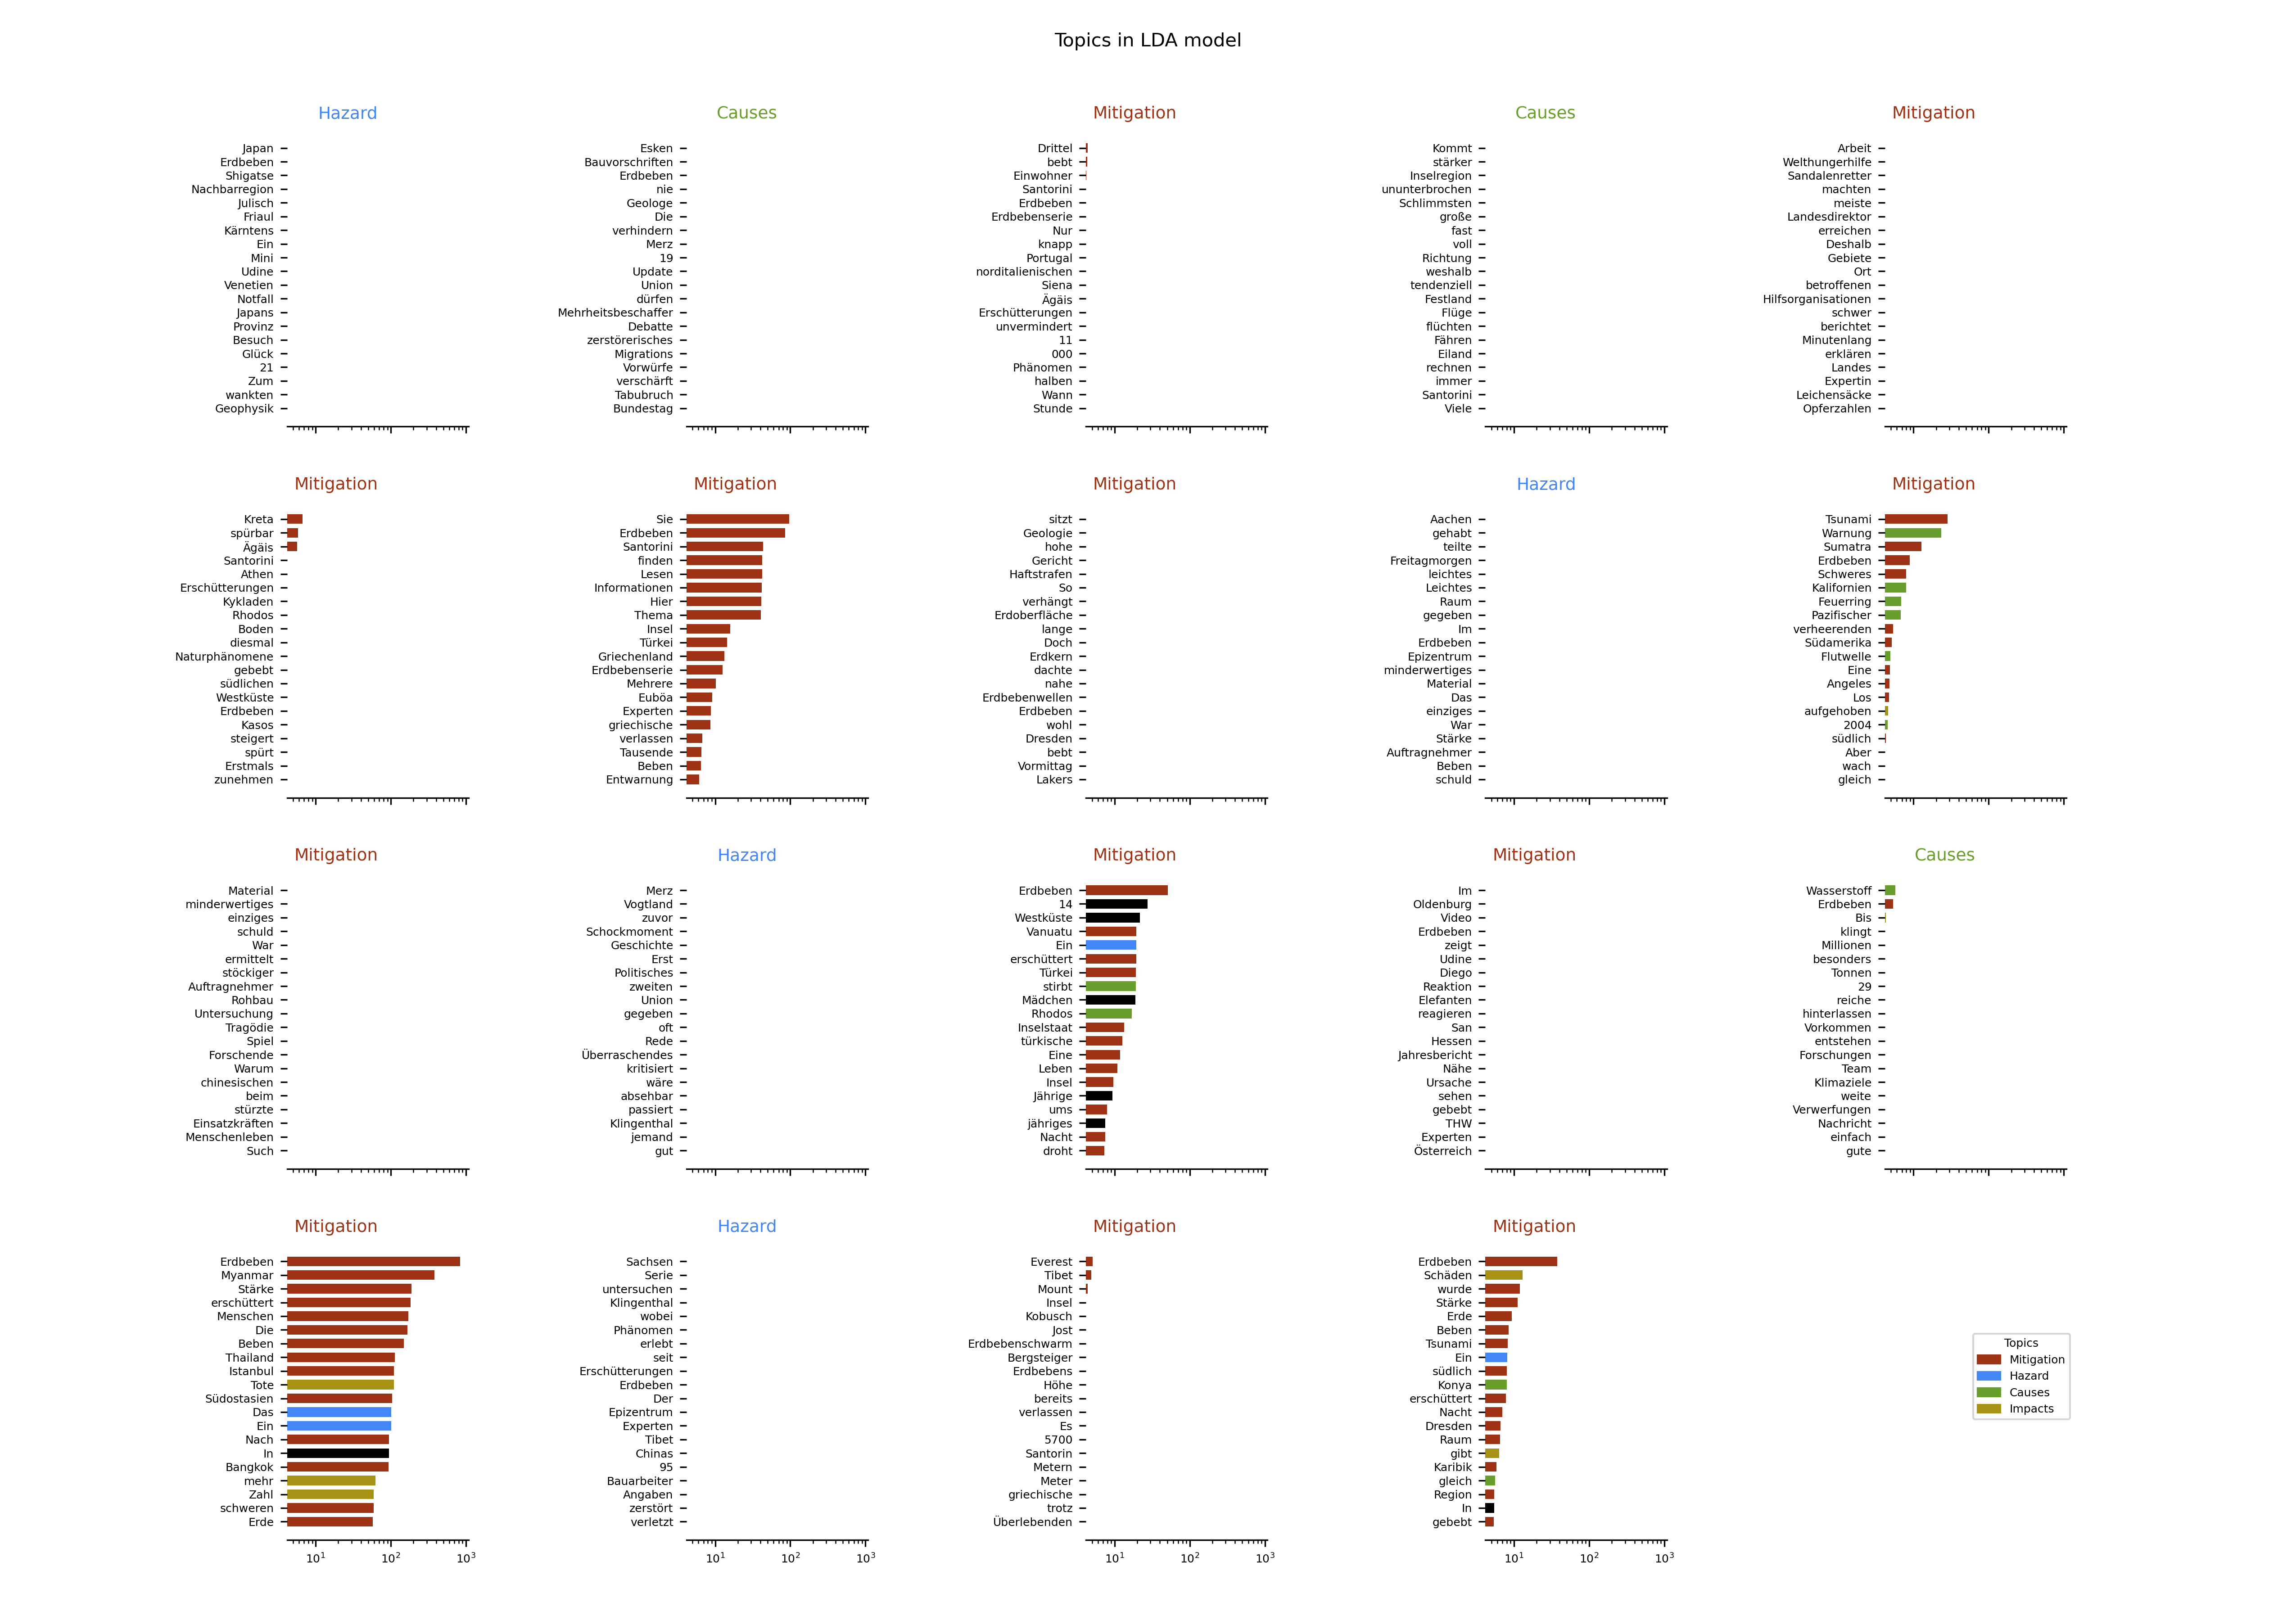 Topics in LDA model
Hazard
Japan
Erdbeben
Shigatse
Nachbarregion
Julisch
Friaul
Kärntens
Ein
Mini
Udine
Venetien
Notfall
Japans
Provinz
Besuch
Glück
21
Zum
wankten
Geophysik
Causes
Esken
Bauvorschriften
Erdbeben
nie
Geologe
Die
verhindern
Merz
19
Update
Union
dürfen
Mehrheitsbeschaffer
Debatte
zerstörerisches
Migrations
Vorwürfe
verschärft
Tabubruch
Bundestag
Mitigation
Drittel
bebt
Einwohner
Santorini
Erdbeben
Erdbebenserie
Nur
knapp
Portugal
norditalienischen
Siena
Ägäis
Erschütterungen
unvermindert
11
000
Phänomen
halben
Wann
Stunde
Causes
Kommt
stärker
Inselregion
ununterbrochen
Schlimmsten
große
fast
voll
Richtung
weshalb
tendenziell
Festland
Flüge
flüchten
Fähren
Eiland
rechnen
immer
Santorini
Viele
Mitigation
Arbeit
Welthungerhilfe
Sandalenretter
machten
meiste
Landesdirektor
erreichen
Deshalb
Gebiete
Ort
betroffenen
Hilfsorganisationen
schwer
berichtet
Minutenlang
erklären
Landes
Expertin
Leichensäcke
Opferzahlen
Mitigation
Kreta
spürbar
Ägäis
Santorini
Athen
Erschütterungen
Kykladen
Rhodos
Boden
diesmal
Naturphänomene
gebebt
südlichen
Westküste
Erdbeben
Kasos
steigert
spürt
Erstmals
zunehmen
Mitigation
Sie
Erdbeben
Santorini
finden
Lesen
Informationen
Hier
Thema
Insel
Türkei
Griechenland
Erdbebenserie
Mehrere
Euböa
Experten
griechische
verlassen
Tausende
Beben
Entwarnung
Mitigation
sitzt
Geologie
hohe
Gericht
Haftstrafen
So
verhängt
Erdoberfläche
lange
Doch
Erdkern
dachte
nahe
Erdbebenwellen
Erdbeben
wohl
Dresden
bebt
Vormittag
Lakers
Hazard
Aachen
gehabt
teilte
Freitagmorgen
leichtes
Leichtes
Raum
gegeben
Im
Erdbeben
Epizentrum
minderwertiges
Material
Das
einziges
War
Stärke
Auftragnehmer
Beben
schuld
Mitigation
Tsunami
Warnung
Sumatra
Erdbeben
Schweres
Kalifornien
Feuerring
Pazifischer
verheerenden
Südamerika
Flutwelle
Eine
Angeles
Los
aufgehoben
2004
südlich
Aber
wach
gleich
Mitigation
Material
minderwertiges
einziges
schuld
War
ermittelt
stöckiger
Auftragnehmer
Rohbau
Untersuchung
Tragödie
Spiel
Forschende
Warum
chinesischen
beim
stürzte
Einsatzkräften
Menschenleben
Such
Hazard
Merz
Vogtland
zuvor
Schockmoment
Geschichte
Erst
Politisches
zweiten
Union
gegeben
oft
Rede
Überraschendes
kritisiert
wäre
absehbar
passiert
Klingenthal
jemand
gut
Mitigation
Erdbeben
14
Westküste
Vanuatu
Ein
erschüttert
Türkei
stirbt
Mädchen
Rhodos
Inselstaat
türkische
Eine
Leben
Insel
Jährige
ums
jähriges
Nacht
droht
Mitigation
Im
Oldenburg
Video
Erdbeben
zeigt
Udine
Diego
Reaktion
Elefanten
reagieren
San
Hessen
Jahresbericht
Nähe
Ursache
sehen
gebebt
THW
Experten
Österreich
Causes
Wasserstoff
Erdbeben
Bis
klingt
Millionen
besonders
Tonnen
29
reiche
hinterlassen
Vorkommen
entstehen
Forschungen
Team
Klimaziele
weite
Verwerfungen
Nachricht
einfach
gute
Mitigation
Erdbeben
Myanmar
Stärke
erschüttert
Menschen
Die
Beben
Thailand
Istanbul
Tote
Südostasien
Das
Ein
Nach
In
Bangkok
mehr
Zahl
schweren
Erde
10¹ 10² 10³
Hazard
Sachsen
Serie
untersuchen
Klingenthal
wobei
Phänomen
erlebt
seit
Erschütterungen
Erdbeben
Der
Epizentrum
Experten
Tibet
Chinas
95
Bauarbeiter
Angaben
zerstört
verletzt
10¹ 10² 10³
Mitigation
Everest
Tibet
Mount
Insel
Kobusch
Jost
Erdbebenschwarm
Bergsteiger
Erdbebens
Höhe
bereits
verlassen
Es
5700
Santorin
Metern
Meter
griechische
trotz
Überlebenden
10¹ 10² 10³
Mitigation
Erdbeben
Schäden
wurde
Stärke
Erde
Beben
Tsunami
Ein
südlich
Konya
erschüttert
Nacht
Dresden
Raum
gibt
Karibik
gleich
Region
In
gebebt
10¹ 10² 10³
Topics
Mitigation
Hazard
Causes
Impacts